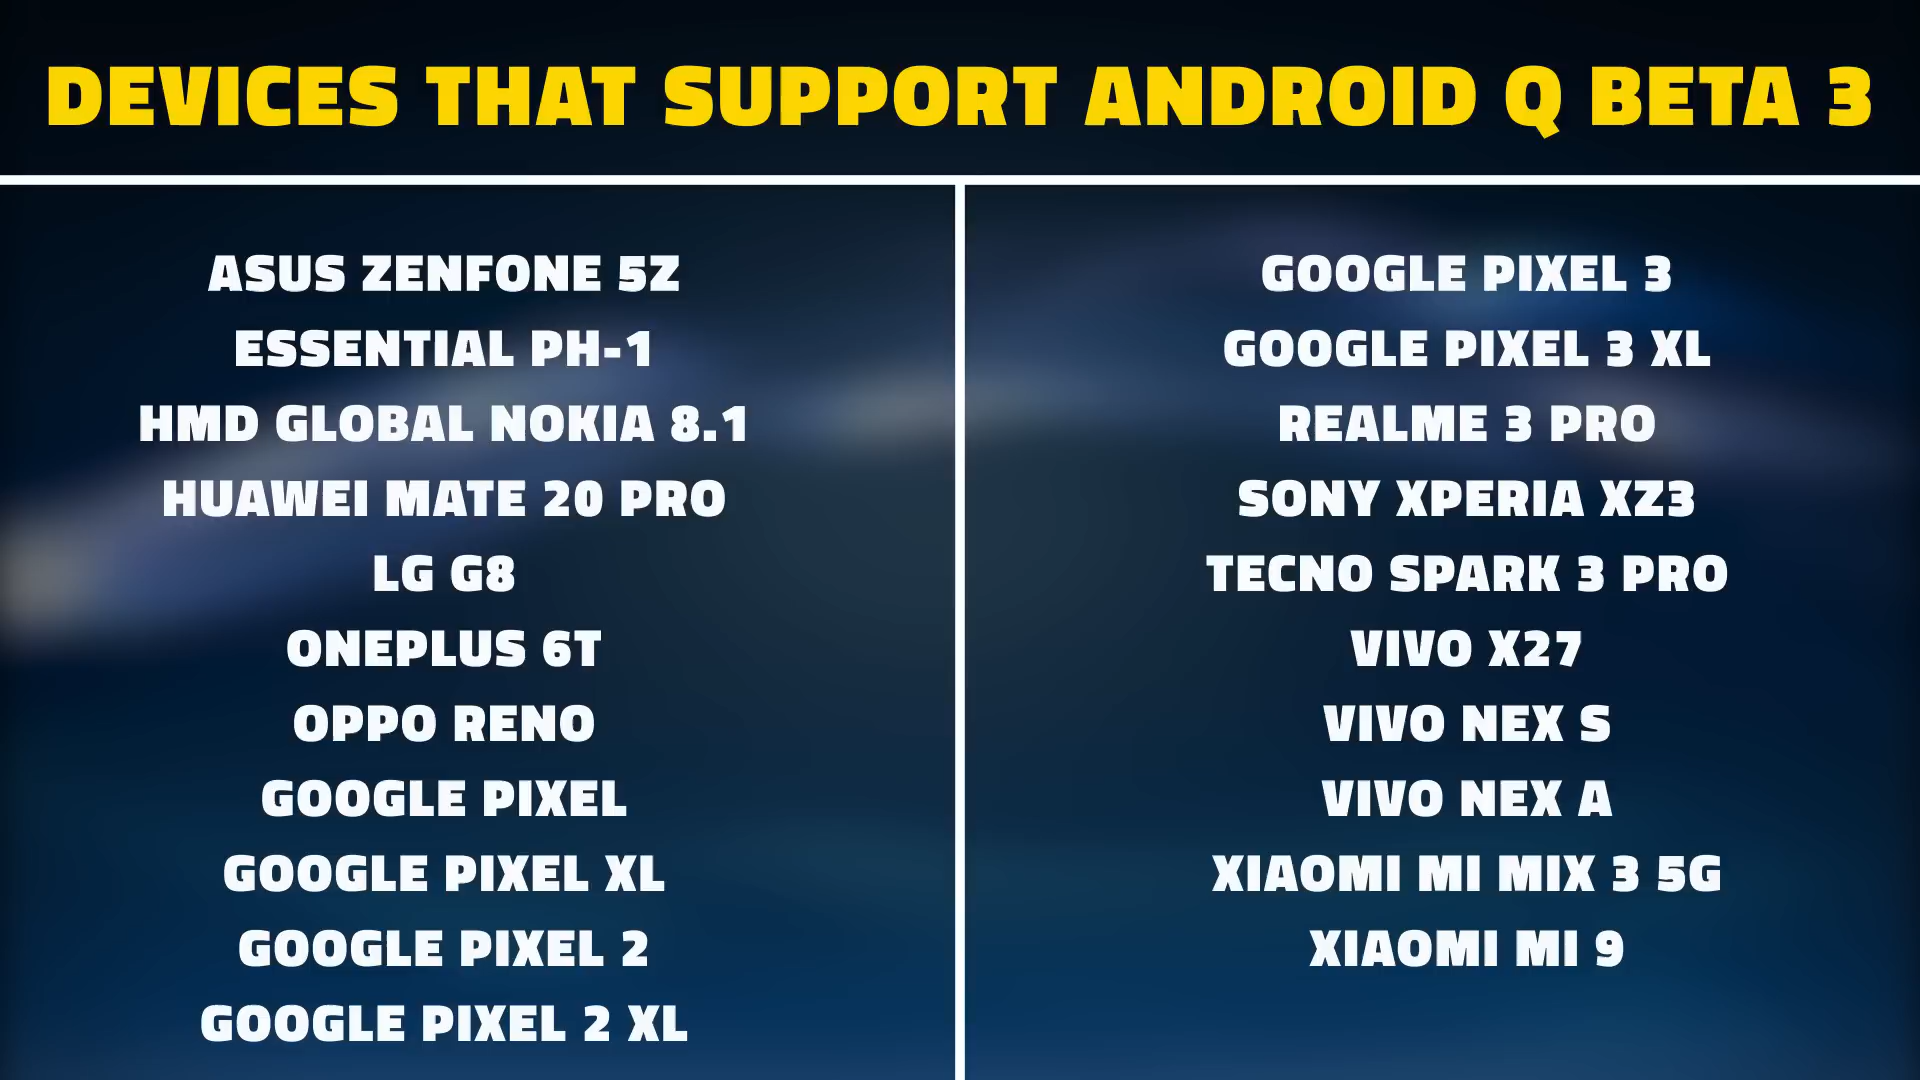 DEVICES THAT SUPPORT ANDROID Q BETA 3
ASUS ZENFONE 5Z
ESSENTIAL PH-1
HMD GLOBAL NOKIA 8.1
HUAWEI MATE 20 PRO
LG G8
ONEPLUS 6T
OPPO RENO
GOOGLE PIXEL
GOOGLE PIXEL XL
GOOGLE PIXEL 2
GOOGLE PIXEL 2 XL
GOOGLE PIXEL 3
GOOGLE PIXEL 3 XL
REALME 3 PRO
SONY XPERIA XZ3
TECNO SPARK 3 PRO
VIVO X27
VIVO NEX S
VIVO NEX A
XIAOMI MI MIX 3 5G
XIAOMI MI 9